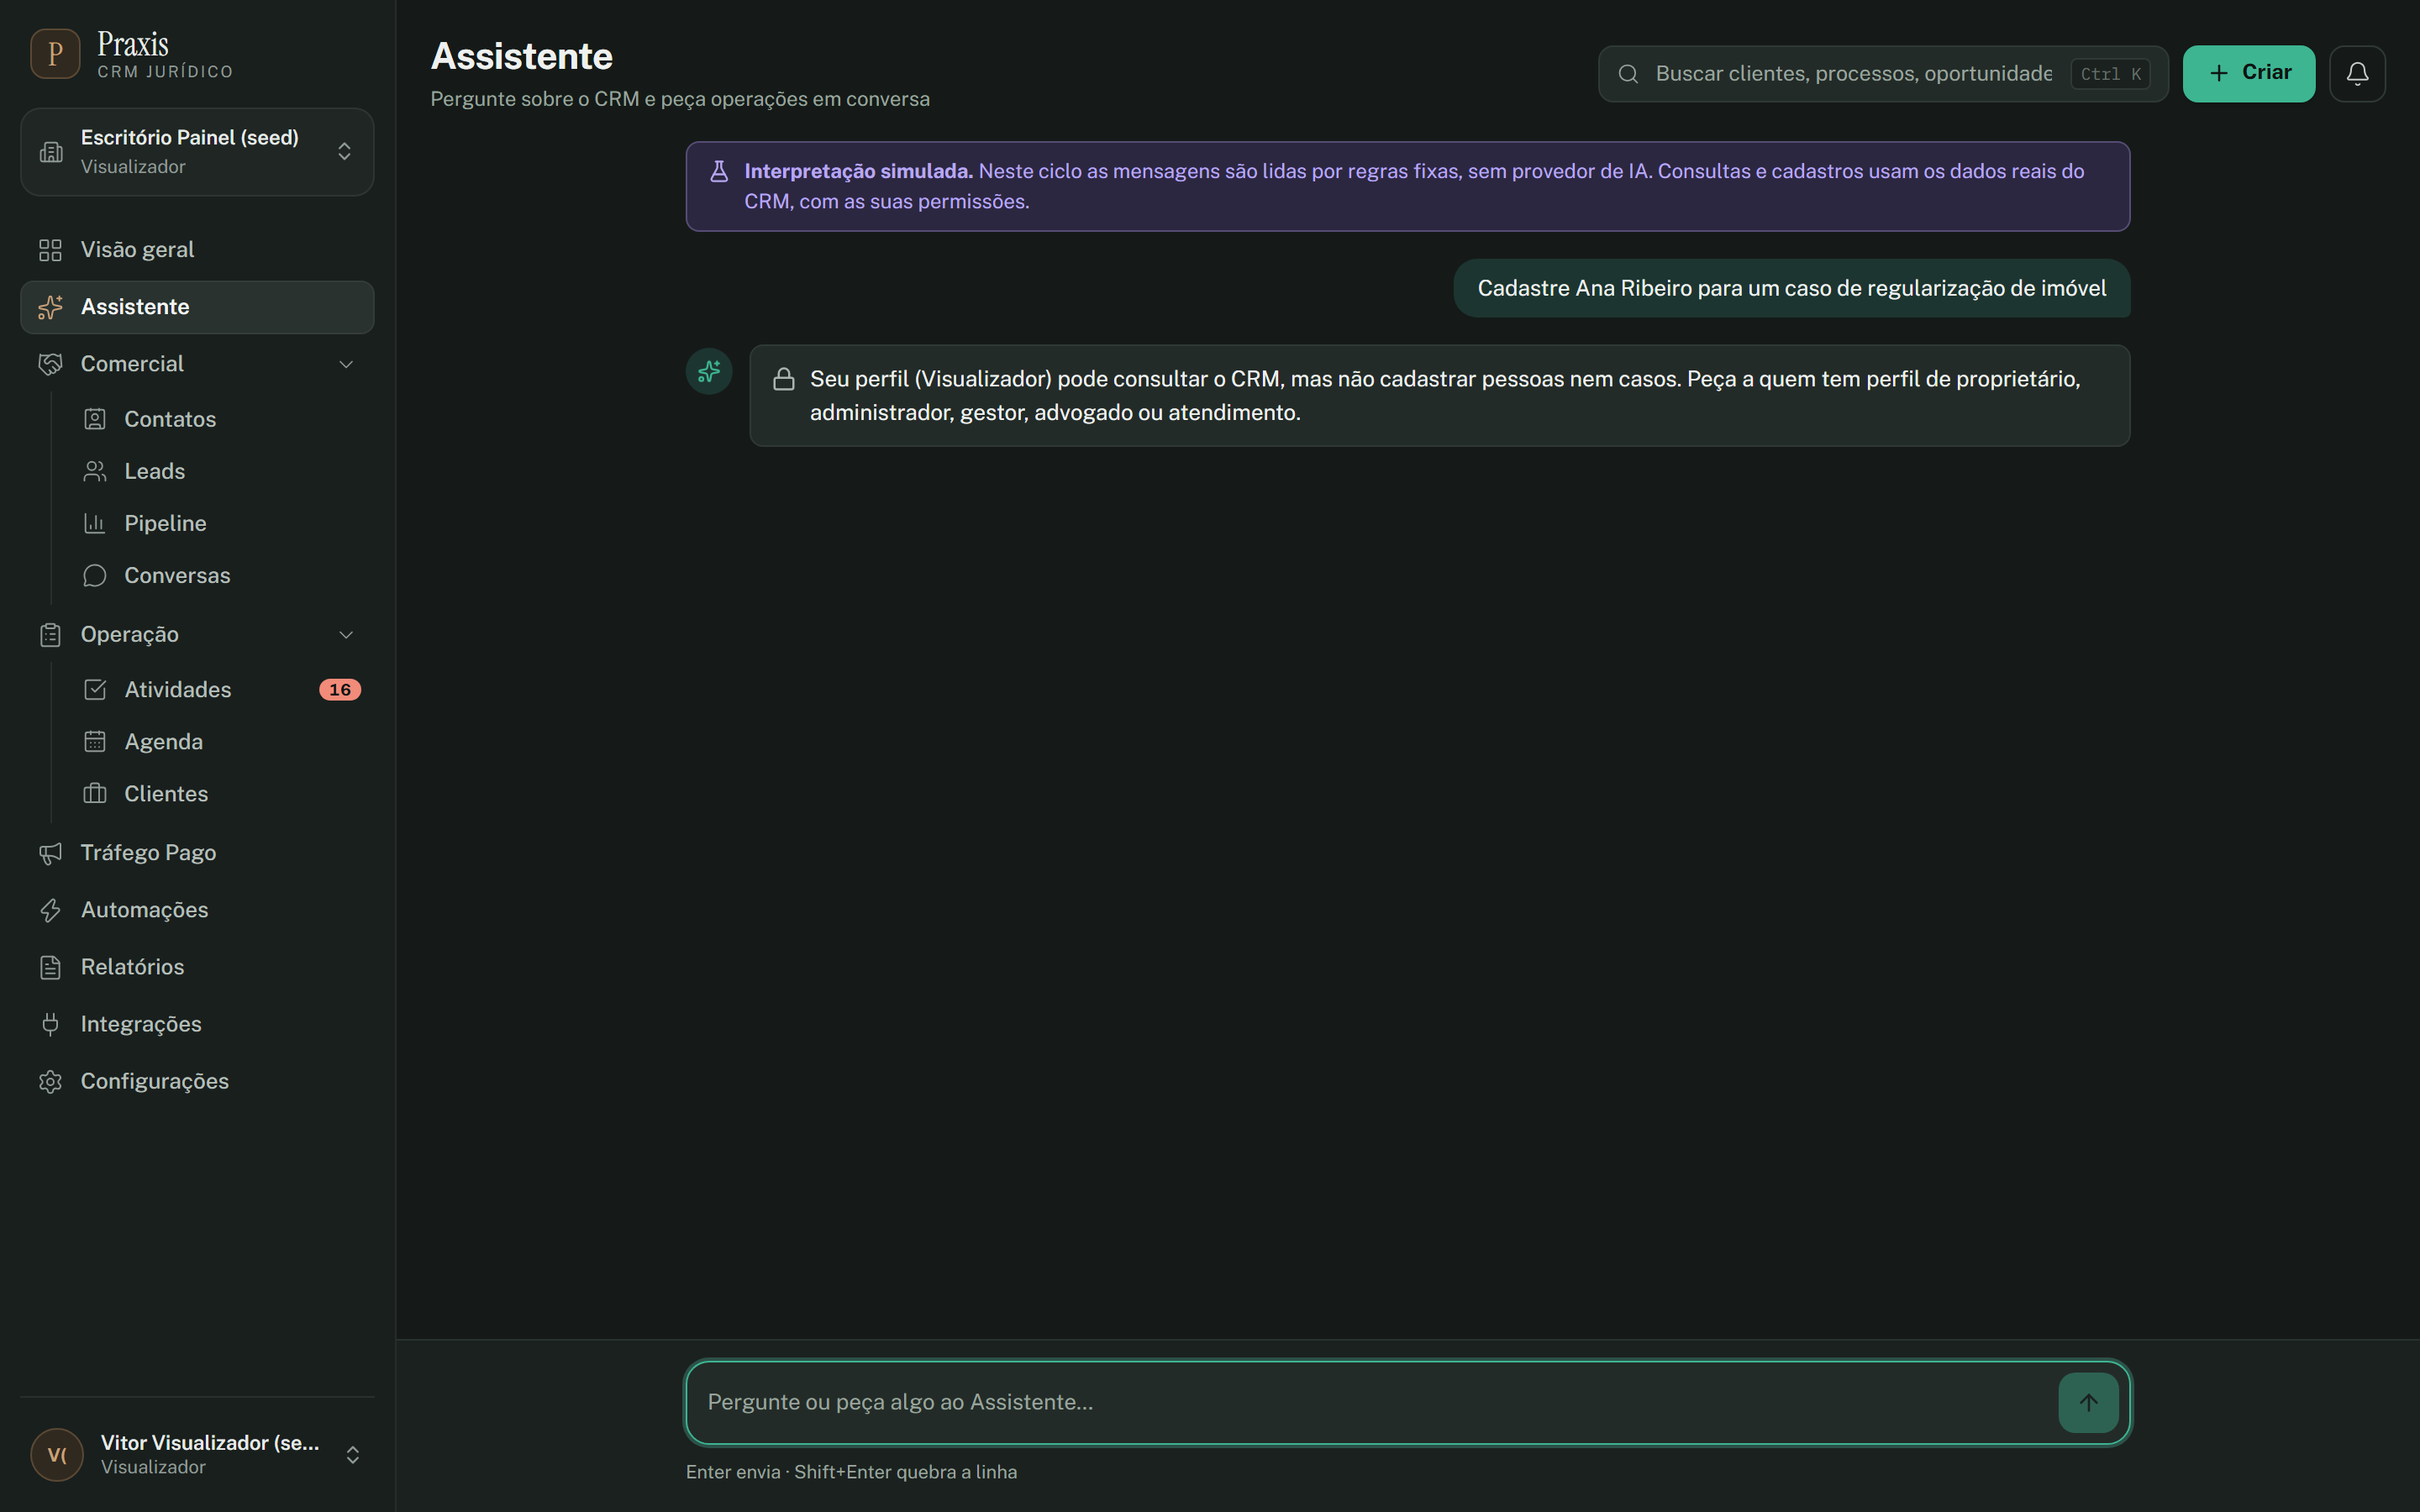 P
Praxis
CRM JURÍDICO
Escritório Painel (seed)
Visualizador
Visão geral
Assistente
Comercial
Contatos
Leads
Pipeline
Conversas
Operação
Atividades
16
Agenda
Clientes
Tráfego Pago
Automações
Relatórios
Integrações
Configurações
V(
Vitor Visualizador (se...
Visualizador
Assistente
Pergunte sobre o CRM e peça operações em conversa
Buscar clientes, processos, oportunidade
Ctrl K
Criar
Interpretação simulada. Neste ciclo as mensagens são lidas por regras fixas, sem provedor de IA. Consultas e cadastros usam os dados reais do
CRM, com as suas permissões.
Cadastre Ana Ribeiro para um caso de regularização de imóvel
Seu perfil (Visualizador) pode consultar o CRM, mas não cadastrar pessoas nem casos. Peça a quem tem perfil de proprietário,
administrador, gestor, advogado ou atendimento.
Pergunte ou peça algo ao Assistente...
Enter envia · Shift+Enter quebra a linha